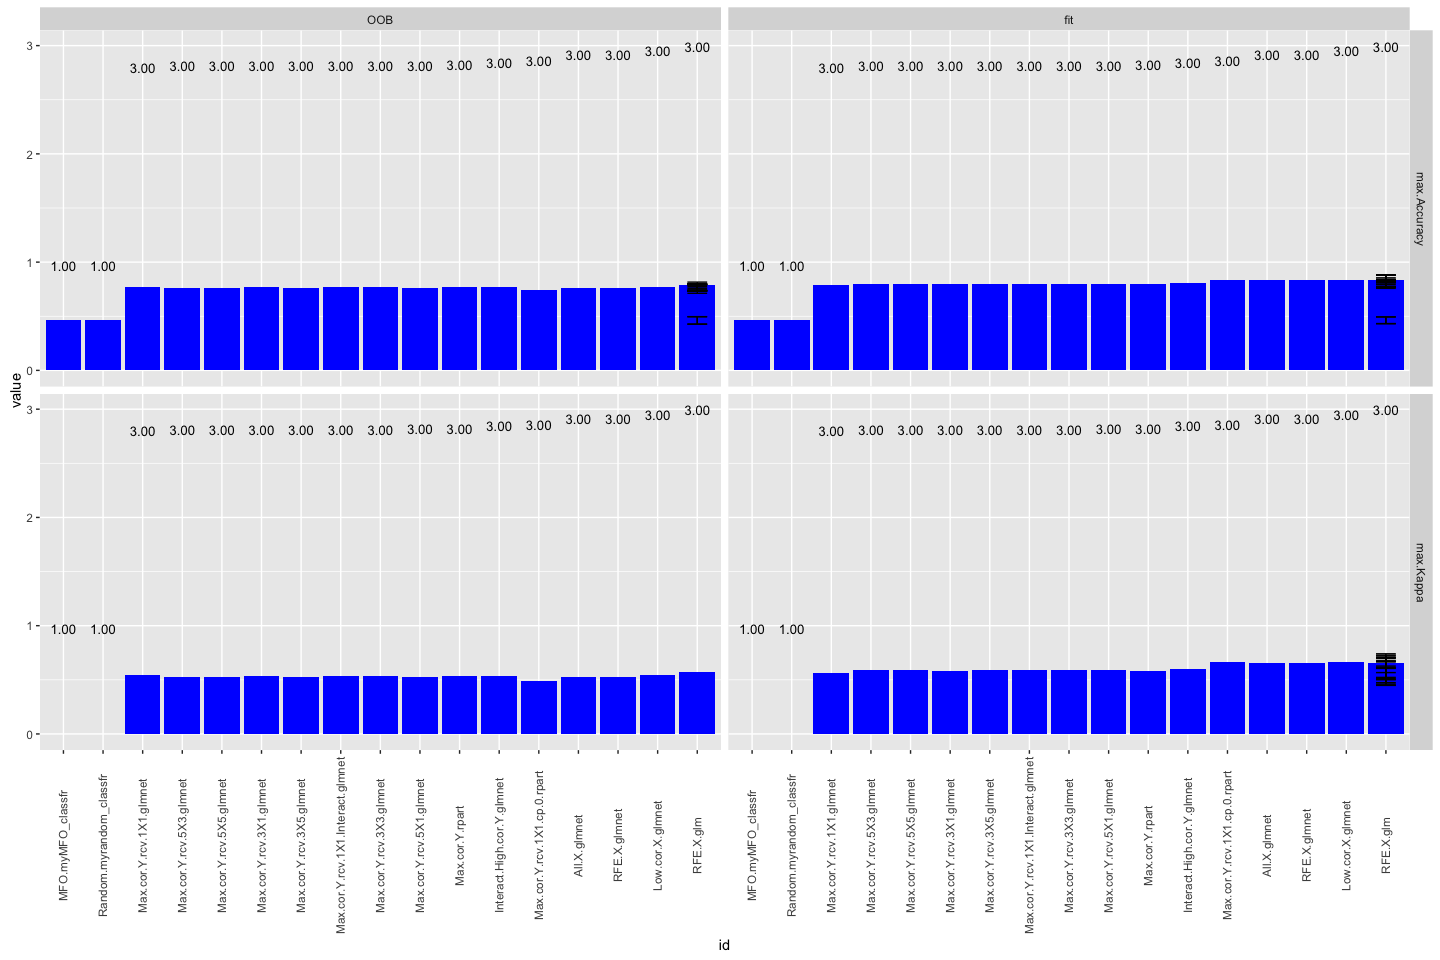 OOB
fit
3
2
1
0
3.00 3.00 3.00 3.00 3.00 3.00 3.00 3.00 3.00 3.00 3.00 3.00 3.00 3.00 3.00
1.00 1.00
3.00 3.00 3.00 3.00 3.00 3.00 3.00 3.00 3.00 3.00 3.00 3.00 3.00 3.00 3.00
1.00 1.00
max.Accuracy
value
3
2
1
0
3.00 3.00 3.00 3.00 3.00 3.00 3.00 3.00 3.00 3.00 3.00 3.00 3.00 3.00 3.00
1.00 1.00
3.00 3.00 3.00 3.00 3.00 3.00 3.00 3.00 3.00 3.00 3.00 3.00 3.00 3.00 3.00
1.00 1.00
max.Kappa
MFO.myMFO_classfr
Random.myrandom_classfr
Max.cor.Y.rcv.1X1.glmnet
Max.cor.Y.rcv.5X3.glmnet
Max.cor.Y.rcv.5X5.glmnet
Max.cor.Y.rcv.3X1.glmnet
Max.cor.Y.rcv.3X5.glmnet
Max.cor.Y.rcv.1X1.Interact.glmnet
Max.cor.Y.rcv.3X3.glmnet
Max.cor.Y.rcv.5X1.glmnet
Max.cor.Y.rpart
Interact.High.cor.Y.glmnet
Max.cor.Y.rcv.1X1.cp.0.rpart
All.X.glmnet
RFE.X.glmnet
Low.cor.X.glmnet
RFE.X.glm
MFO.myMFO_classfr
Random.myrandom_classfr
Max.cor.Y.rcv.1X1.glmnet
Max.cor.Y.rcv.5X3.glmnet
Max.cor.Y.rcv.5X5.glmnet
Max.cor.Y.rcv.3X1.glmnet
Max.cor.Y.rcv.3X5.glmnet
Max.cor.Y.rcv.1X1.Interact.glmnet
Max.cor.Y.rcv.3X3.glmnet
Max.cor.Y.rcv.5X1.glmnet
Max.cor.Y.rpart
Interact.High.cor.Y.glmnet
Max.cor.Y.rcv.1X1.cp.0.rpart
All.X.glmnet
RFE.X.glmnet
Low.cor.X.glmnet
RFE.X.glm
id